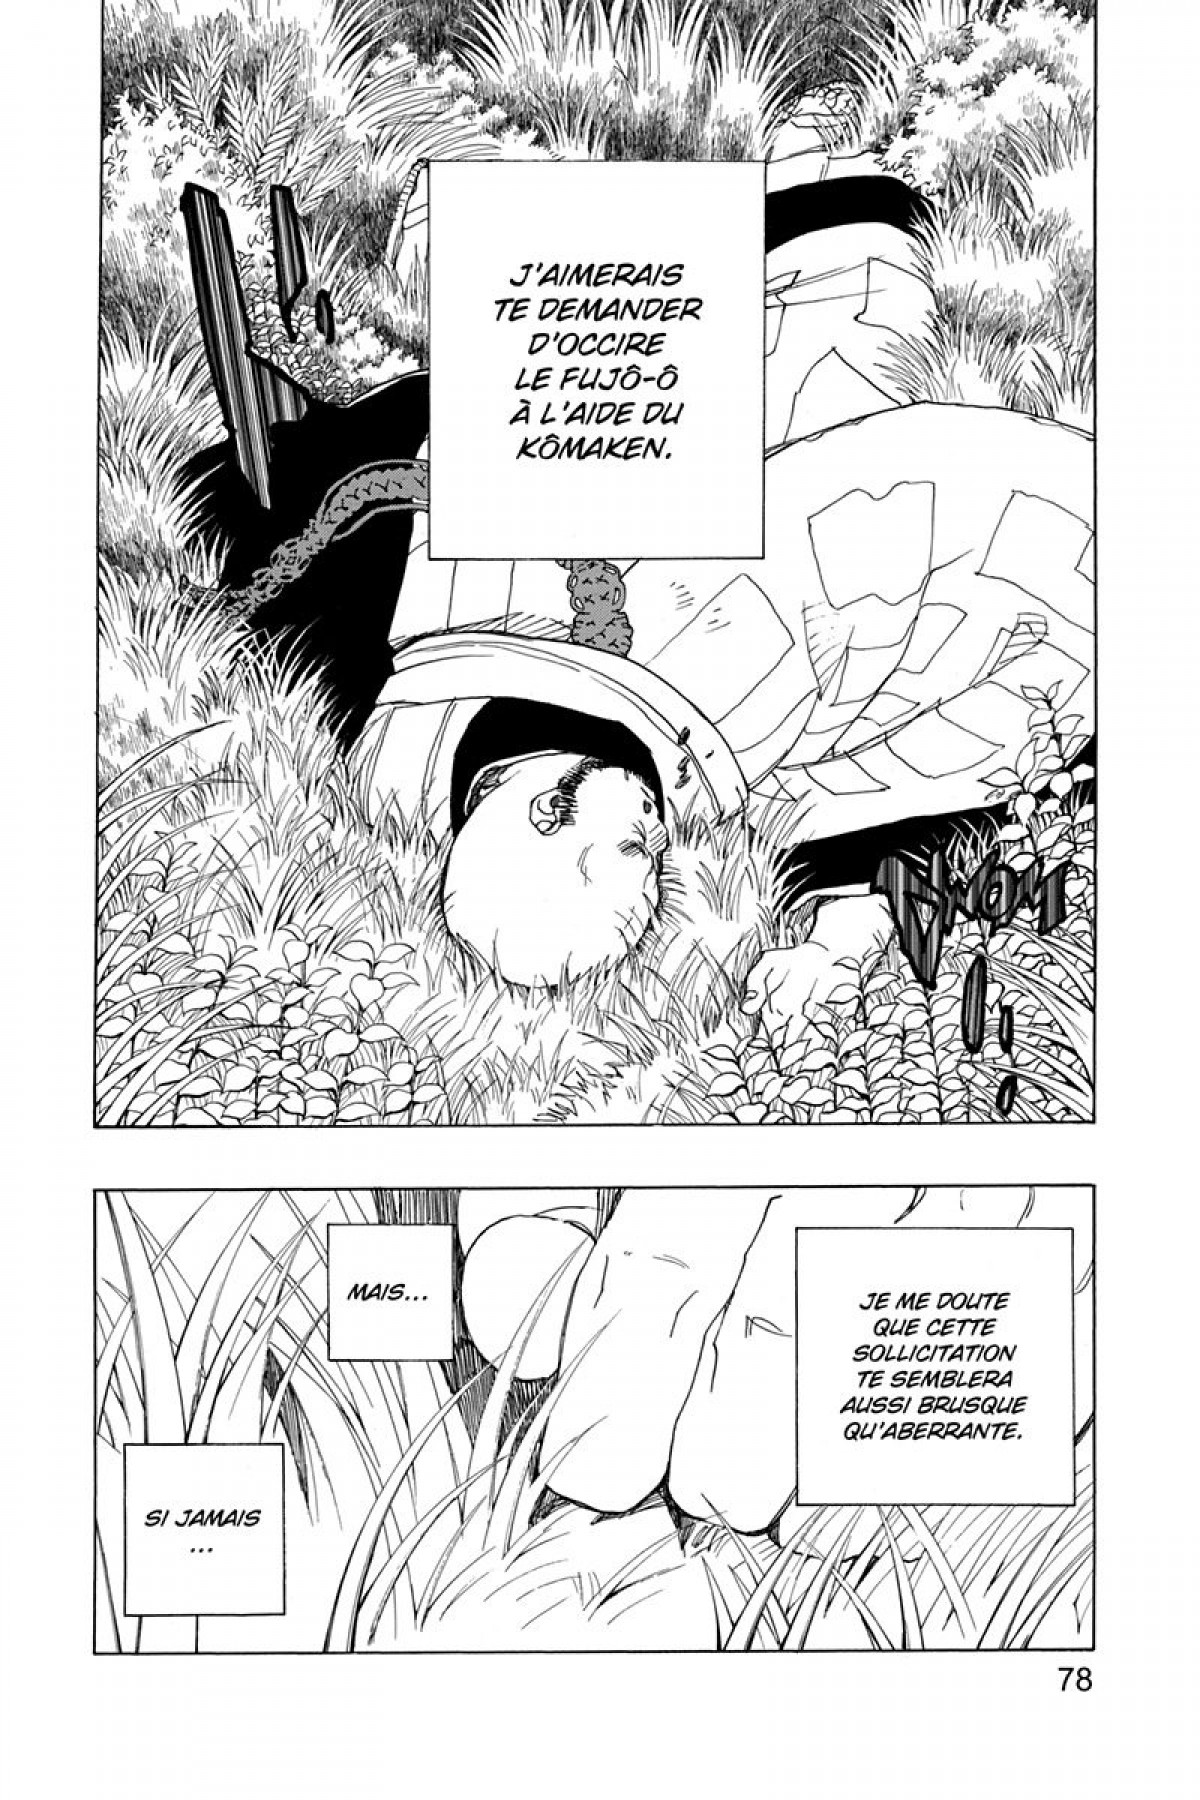 J'AIMERAIS
TE DEMANDER
D'OCCIRE
LE FUJÔ-Ô
À L'AIDE DU
KÔMAKEN.
JE ME DOUTE
QUE CETTE
SOLLICITATION
TE SEMBLERA
AUSSI BRUSQUE
QU'ABERRANTE.
MAIS...
SI JAMAIS
...
78